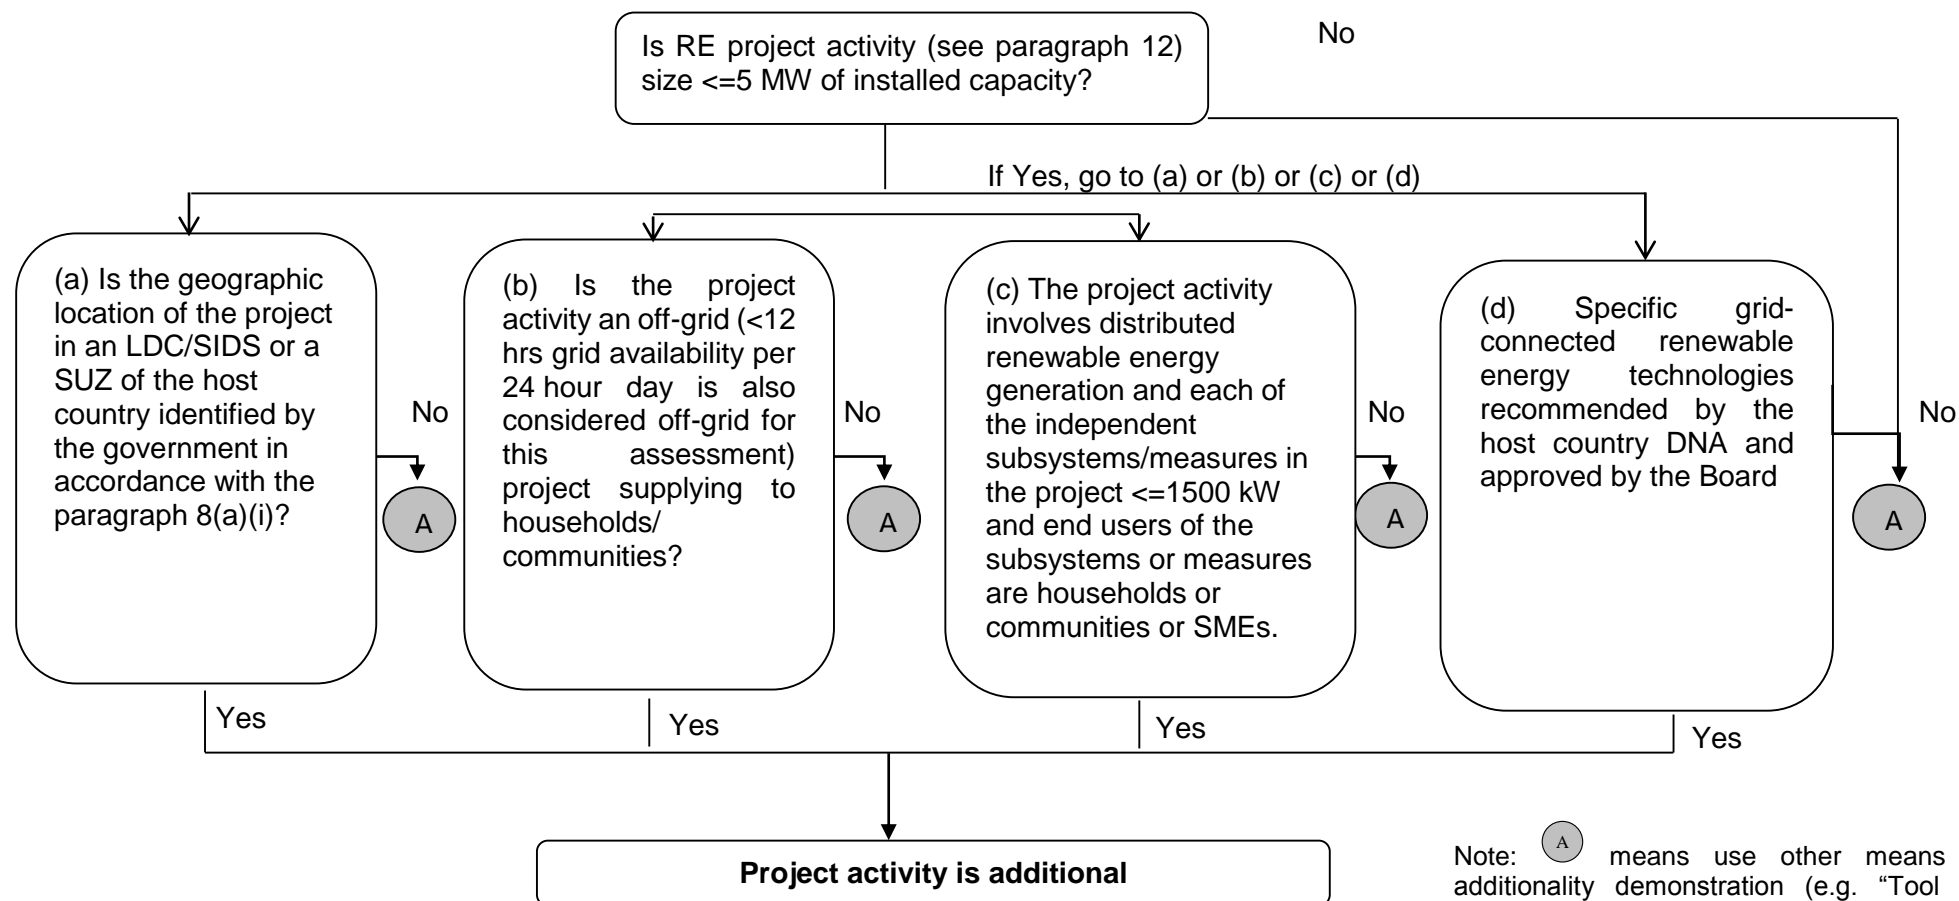 Is RE project activity (see paragraph 12)
size <=5 MW of installed capacity?
No
If Yes, go to (a) or (b) or (c) or (d)
(a) Is the geographic
location of the project
in an LDC/SIDS or a
SUZ of the host
country identified by
the government in
accordance with the
paragraph 8(a)(i)?
No
A
(b) Is the project
activity an off-grid (<12
hrs grid availability per
24 hour day is also
considered off-grid for
this assessment)
project supplying to
households/
communities?
No
A
(c) The project activity
involves distributed
renewable energy
generation and each of
the independent
subsystems/measures in
the project <=1500 kW
and end users of the
subsystems or measures
are households or
communities or SMEs.
No
A
(d) Specific grid-
connected renewable
energy technologies
recommended by the
host country DNA and
approved by the Board
No
A
Yes
Yes
Yes
Yes
Project activity is additional
Note: A means use other means
additionality demonstration (e.g. “Tool